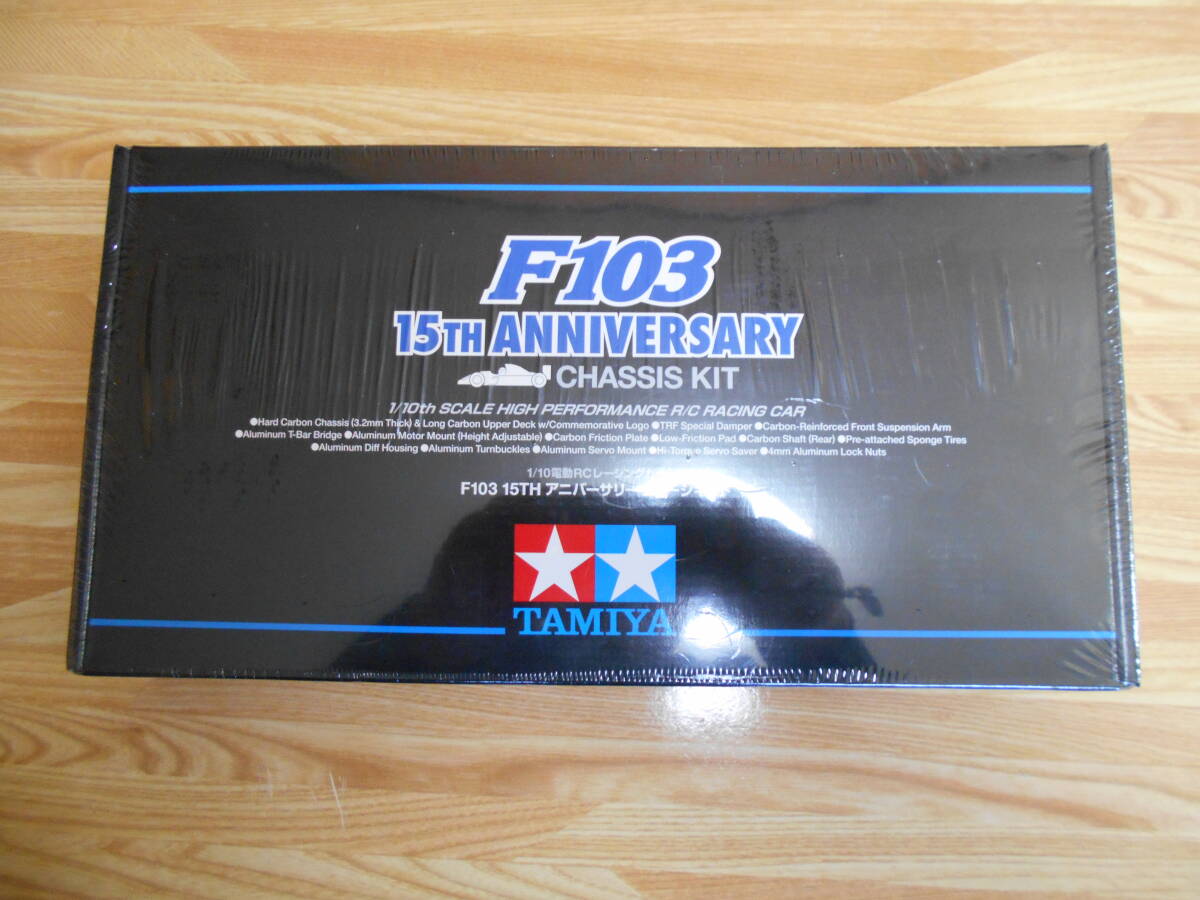 F103
15TH ANNIVERSARY
CHASSIS KIT
1/10th SCALE HIGH PERFORMANCE R/C RACING CAR
●Hard Carbon Chassis (3.2mm Thick) & Long Carbon Upper Deck w/Commemorative Logo ●TRF Special Damper ●Carbon-Reinforced Front Suspension Arm
●Aluminum T-Bar Bridge ●Aluminum Motor Mount (Height Adjustable) ●Carbon Friction Plate ●Low-Friction Pad ●Carbon Shaft (Rear) ●Pre-attached Sponge Tires
●Aluminum Diff Housing ●Aluminum Turnbuckles ●Aluminum Servo Mount ●Hi-Torque Servo Saver ●4mm Aluminum Lock Nuts
1/10電動RCレーシング
F103 15TH アニバーサリー
TAMIYA